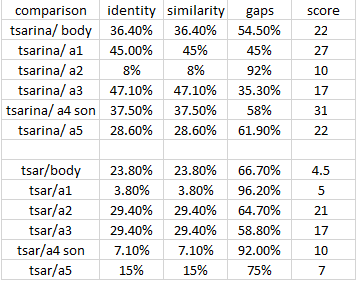 comparison identity similarity gaps score
tsarina/ body 36.40% 36.40% 54.50% 22
tsarina/ a1 45.00% 45% 45% 27
tsarina/ a2 8% 8% 92% 10
tsarina/ a3 47.10% 47.10% 35.30% 17
tsarina/ a4 son 37.50% 37.50% 58% 31
tsarina/ a5 28.60% 28.60% 61.90% 22
tsar/body 23.80% 23.80% 66.70% 4.5
tsar/a1 3.80% 3.80% 96.20% 5
tsar/a2 29.40% 29.40% 64.70% 21
tsar/a3 29.40% 29.40% 58.80% 17
tsar/a4 son 7.10% 7.10% 92.00% 10
tsar/a5 15% 15% 75% 7